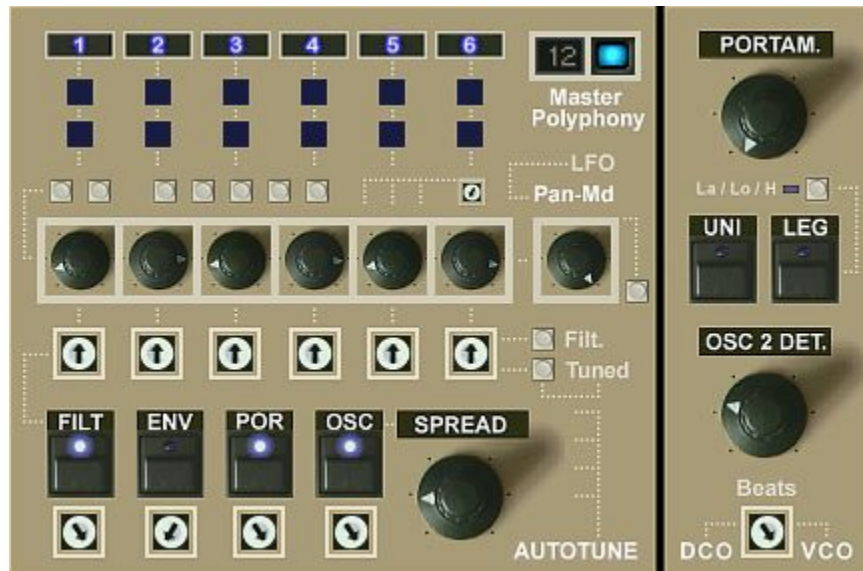 1 2 3 4 5 6
12
PORTAM.
Master
Polyphony
LFO
Pan-Md
La / Lo / H
UNI LEG
OSC 2 DET.
Filt.
Tuned
FILT ENV POR OSC SPREAD
Beats
AUTOTUNE
DCO VCO